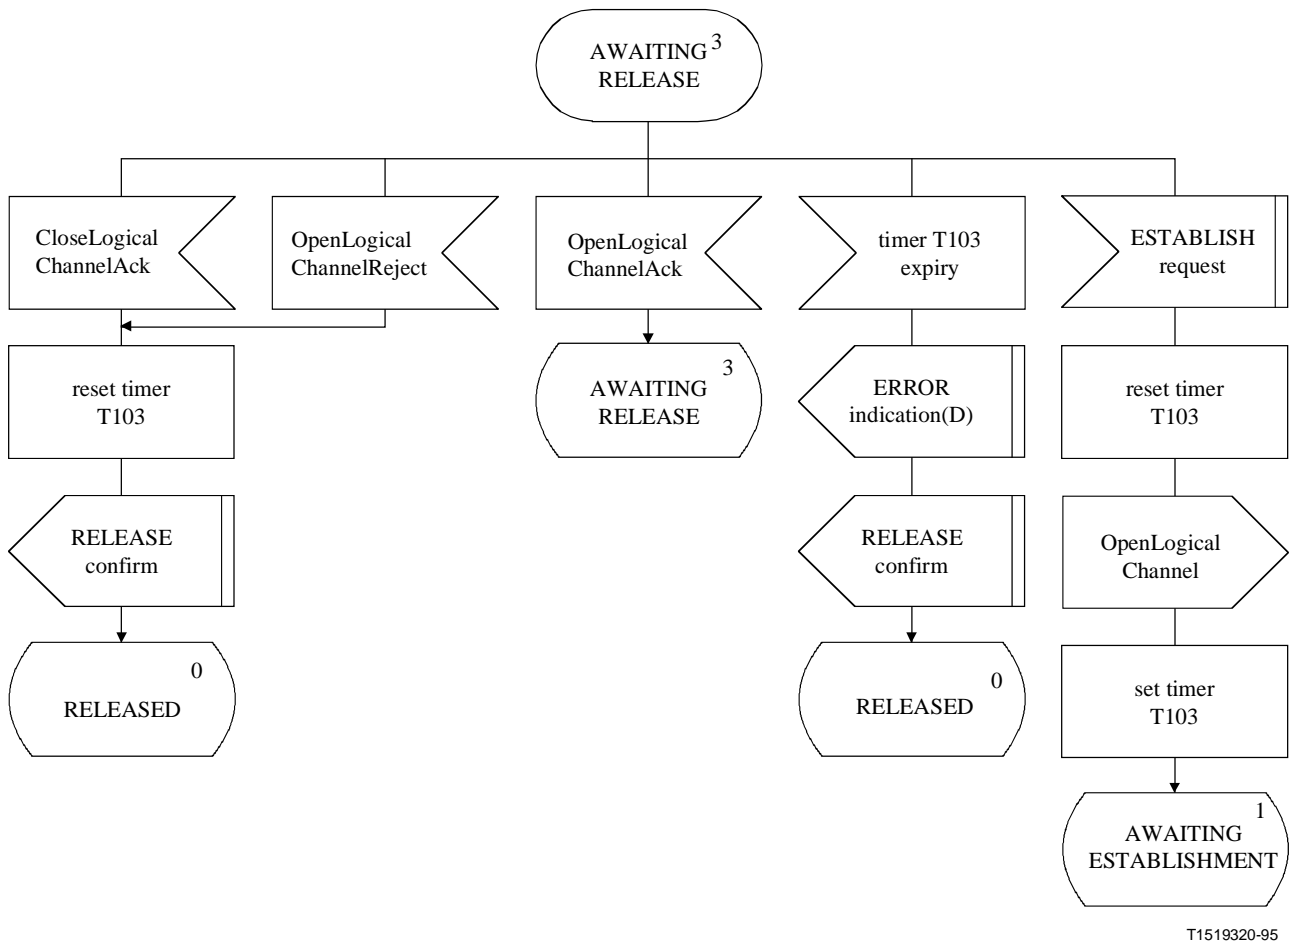 AWAITING 3
RELEASE
CloseLogical
ChannelAck
OpenLogical
ChannelReject
OpenLogical
ChannelAck
timer T103
expiry
ESTABLISH
request
reset timer
T103
3
AWAITING
RELEASE
ERROR
indication(D)
reset timer
T103
RELEASE
confirm
RELEASE
confirm
OpenLogical
Channel
0
RELEASED
0
RELEASED
set timer
T103
1
AWAITING
ESTABLISHMENT
T1519320-95